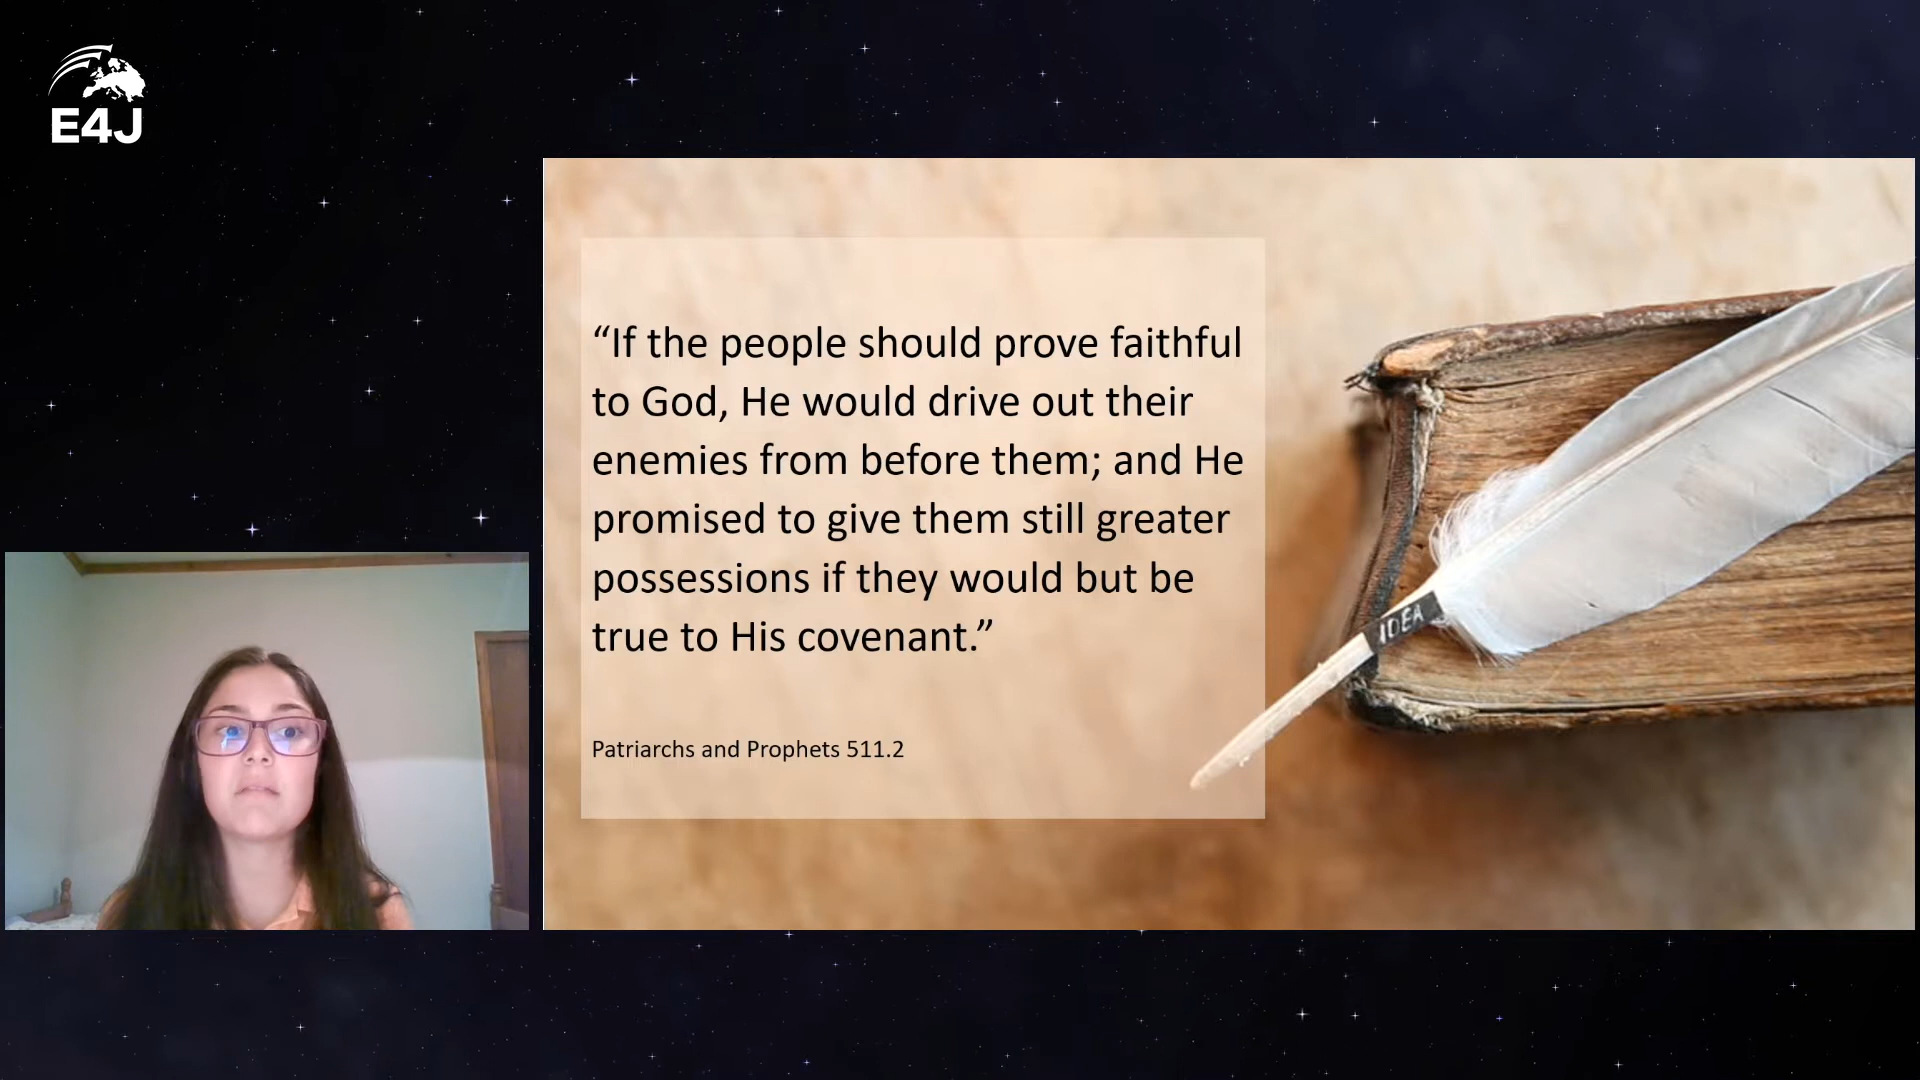 E4J
“If the people should prove faithful
to God, He would drive out their
enemies from before them; and He
promised to give them still greater
possessions if they would but be
true to His covenant.”
Patriarchs and Prophets 511.2
IDEA